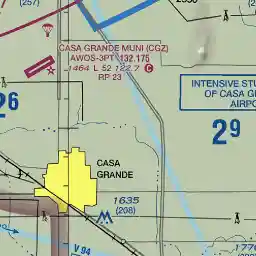 (257)
CASA GRANDE MUNI (CGZ)
AWOS-3PT 132.175
1464 L 52 122.7 C
RP 23
INTENSIVE STU
OF CASA G
AIRPO
26
29
CASA
GRANDE
1635
(208)
V 94